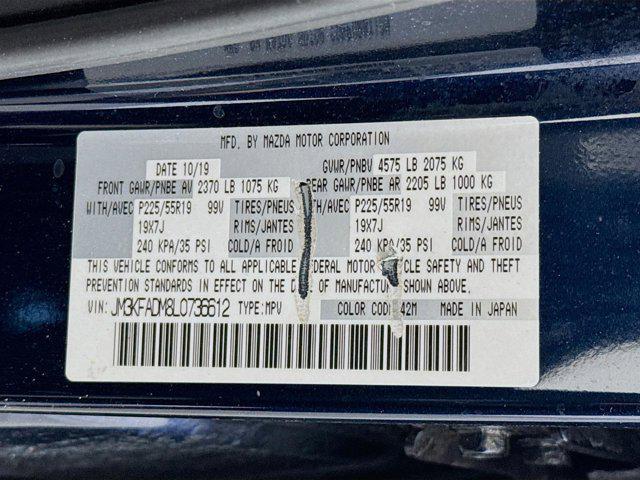 MFD. BY MAZDA MOTOR CORPORATION
DATE 10/19 GVWR/PNBV 4575 LB 2075 KG
FRONT GAWR/PNBE AV 2370 LB 1075 KG REAR GAWR/PNBE AR 2205 LB 1000 KG
WITH/AVEC P225/55R19 99V TIRES/PNEUS WITH/AVEC P225/55R19 99V TIRES/PNEUS
19X7J RIMS/JANTES 19X7J RIMS/JANTES
240 KPA/35 PSI COLD/A FROID 240 KPA/35 PSI COLD/A FROID
THIS VEHICLE CONFORMS TO ALL APPLICABLE FEDERAL MOTOR VEHICLE SAFETY AND THEFT
PREVENTION STANDARDS IN EFFECT ON THE DATE OF MANUFACTURE SHOWN ABOVE.
VIN: JM3KFADM8L0736612 TYPE: MPV COLOR CODE: 42M MADE IN JAPAN